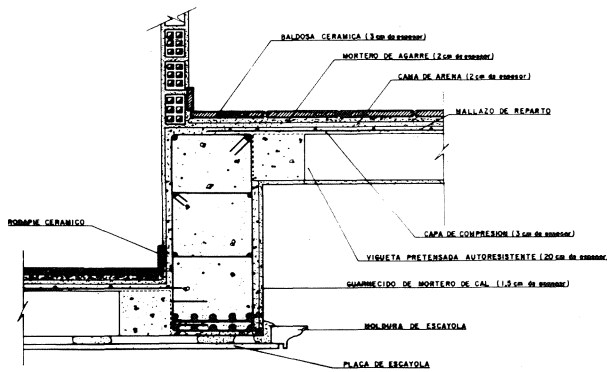 BALDOSA CERAMICA (3 cm de espesor)
MORTERO DE AGARRE (2 cm de espesor)
CAMA DE ARENA (2 cm de espesor)
MALLAZO DE REPARTO
RODAPIE CERAMICO
CAPA DE COMPRESION (3 cm de espesor)
VIGUETA PRETENSADA AUTORESISTENTE (20 cm de espesor)
GUARNECIDO DE MORTERO DE CAL (1,5 cm de espesor)
MOLDURA DE ESCAYOLA
PLACA DE ESCAYOLA